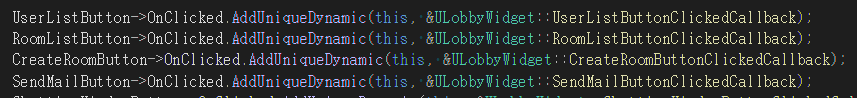 UserListButton->OnClicked.AddUniqueDynamic(this, &ULobbyWidget::UserListButtonClickedCallback);
RoomListButton->OnClicked.AddUniqueDynamic(this, &ULobbyWidget::RoomListButtonClickedCallback);
CreateRoomButton->OnClicked.AddUniqueDynamic(this, &ULobbyWidget::CreateRoomButtonClickedCallback);
SendMailButton->OnClicked.AddUniqueDynamic(this, &ULobbyWidget::SendMailButtonClickedCallback);